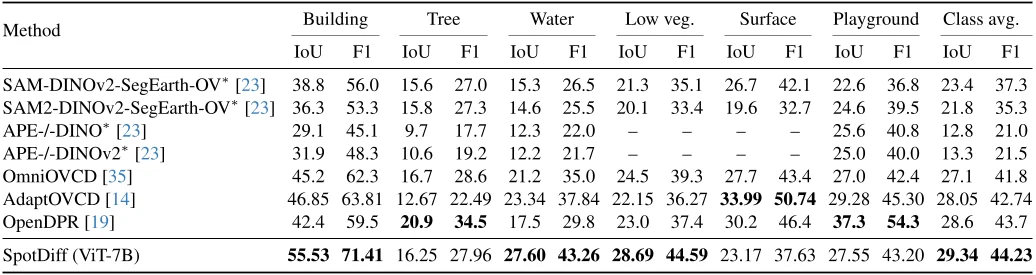 Method Building Tree Water Low veg. Surface Playground Class avg.
IoU F1 IoU F1 IoU F1 IoU F1 IoU F1 IoU F1 IoU F1
SAM-DINOv2-SegEarth-OV* [23] 38.8 56.0 15.6 27.0 15.3 26.5 21.3 35.1 26.7 42.1 22.6 36.8 23.4 37.3
SAM2-DINOv2-SegEarth-OV* [23] 36.3 53.3 15.8 27.3 14.6 25.5 20.1 33.4 19.6 32.7 24.6 39.5 21.8 35.3
APE-/-DINO* [23] 29.1 45.1 9.7 17.7 12.3 22.0 – – – – 25.6 40.8 12.8 21.0
APE-/-DINOv2* [23] 31.9 48.3 10.6 19.2 12.2 21.7 – – – – 25.0 40.0 13.3 21.5
OmniOVCD [35] 45.2 62.3 16.7 28.6 21.2 35.0 24.5 39.3 27.7 43.4 27.0 42.4 27.1 41.8
AdaptOVCD [14] 46.85 63.81 12.67 22.49 23.34 37.84 22.15 36.27 33.99 50.74 29.28 45.30 28.05 42.74
OpenDPR [19] 42.4 59.5 20.9 34.5 17.5 29.8 23.0 37.4 30.2 46.4 37.3 54.3 28.6 43.7
SpotDiff (ViT-7B) 55.53 71.41 16.25 27.96 27.60 43.26 28.69 44.59 23.17 37.63 27.55 43.20 29.34 44.23